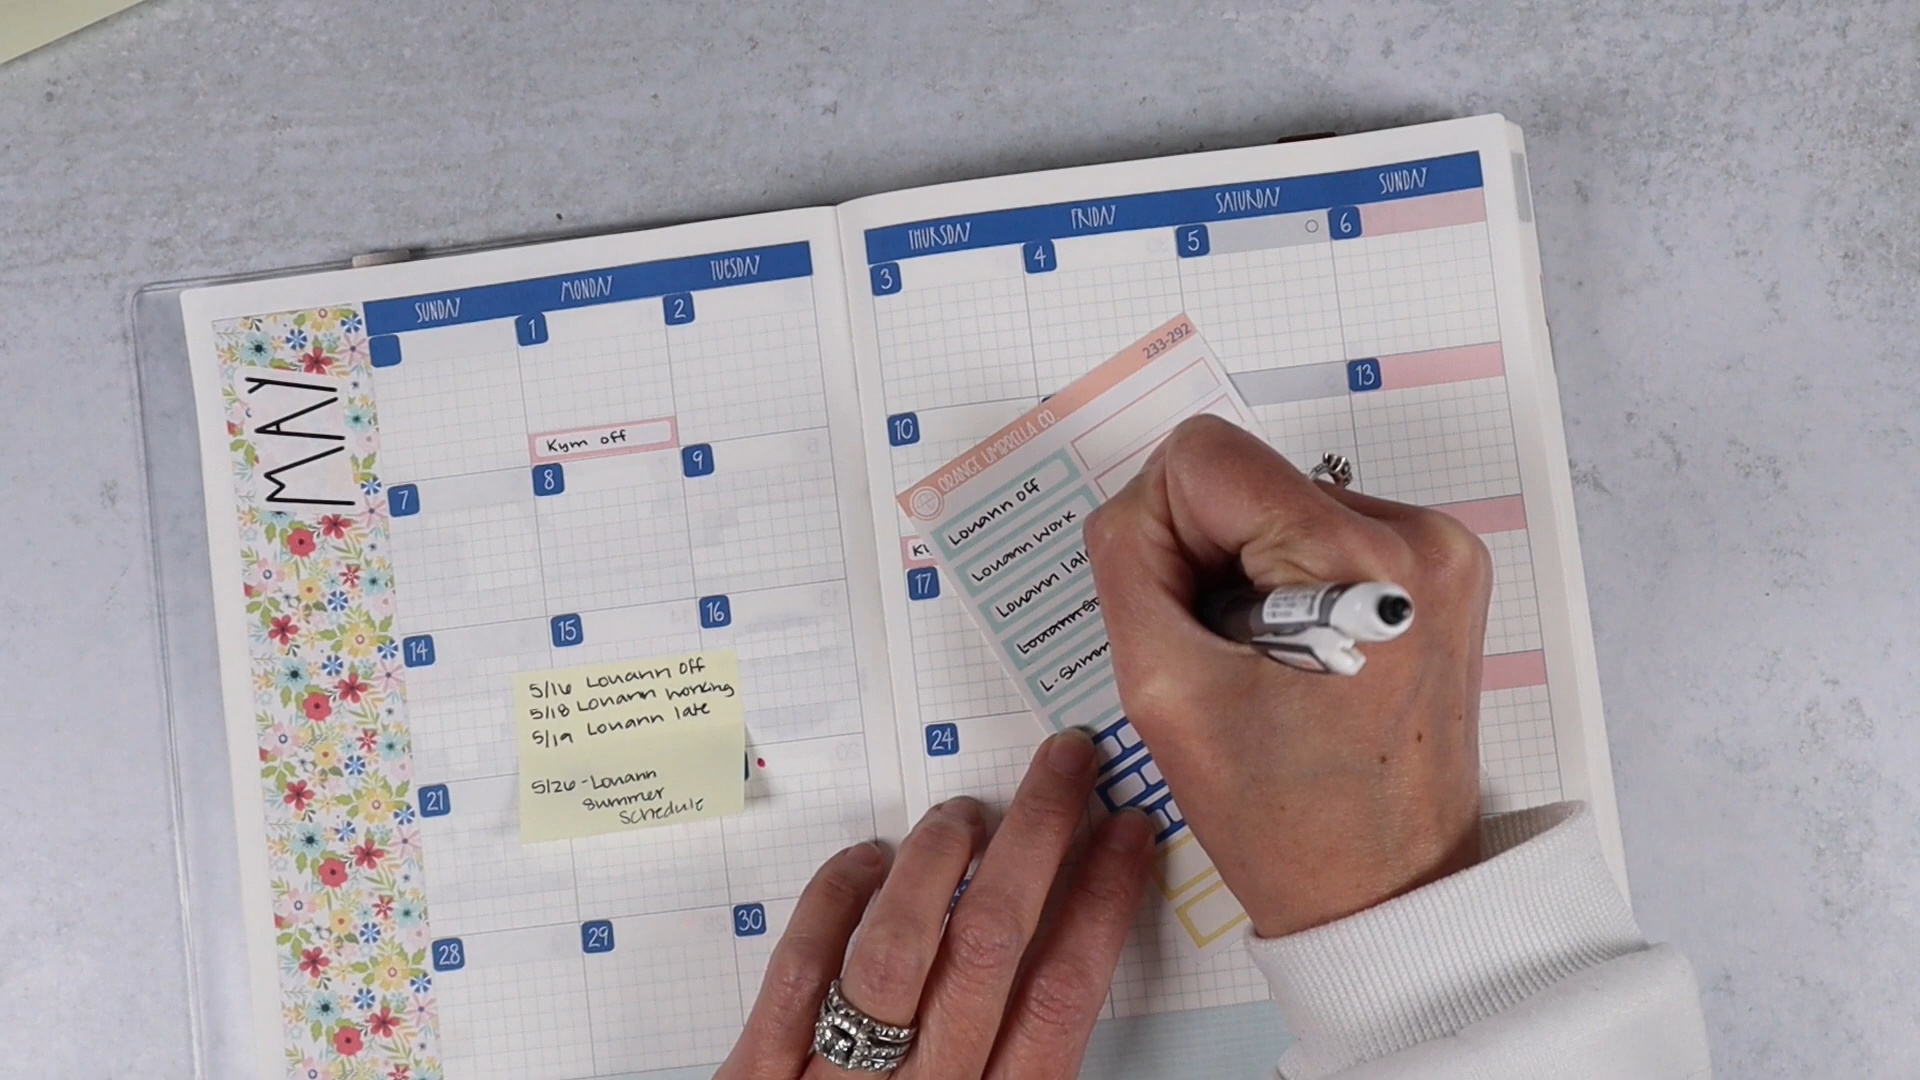 MAY
SUNDAY MONDAY TUESDAY
THURSDAY FRIDAY SATURDAY SUNDAY
1 2
3 4 5 6
Kym off
7 8 9
10 13
14 15 16
17
5/16 Louann Off
5/18 Louann working
5/19 Louann late
5/26 - Louann
summer
schedule
21
24
28 29 30
233-292
ORANGE UMBRELLA CO.
Louann off
Louann work
Louann
L-Summ